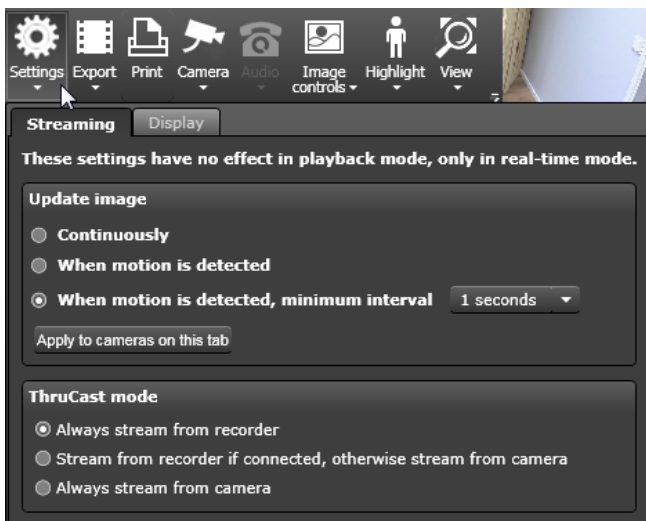 Settings Export Print Camera Audio Image controls Highlight View
Streaming Display
These settings have no effect in playback mode, only in real-time mode.
Update image
Continuously
When motion is detected
When motion is detected, minimum interval 1 seconds
Apply to cameras on this tab
ThruCast mode
Always stream from recorder
Stream from recorder if connected, otherwise stream from camera
Always stream from camera